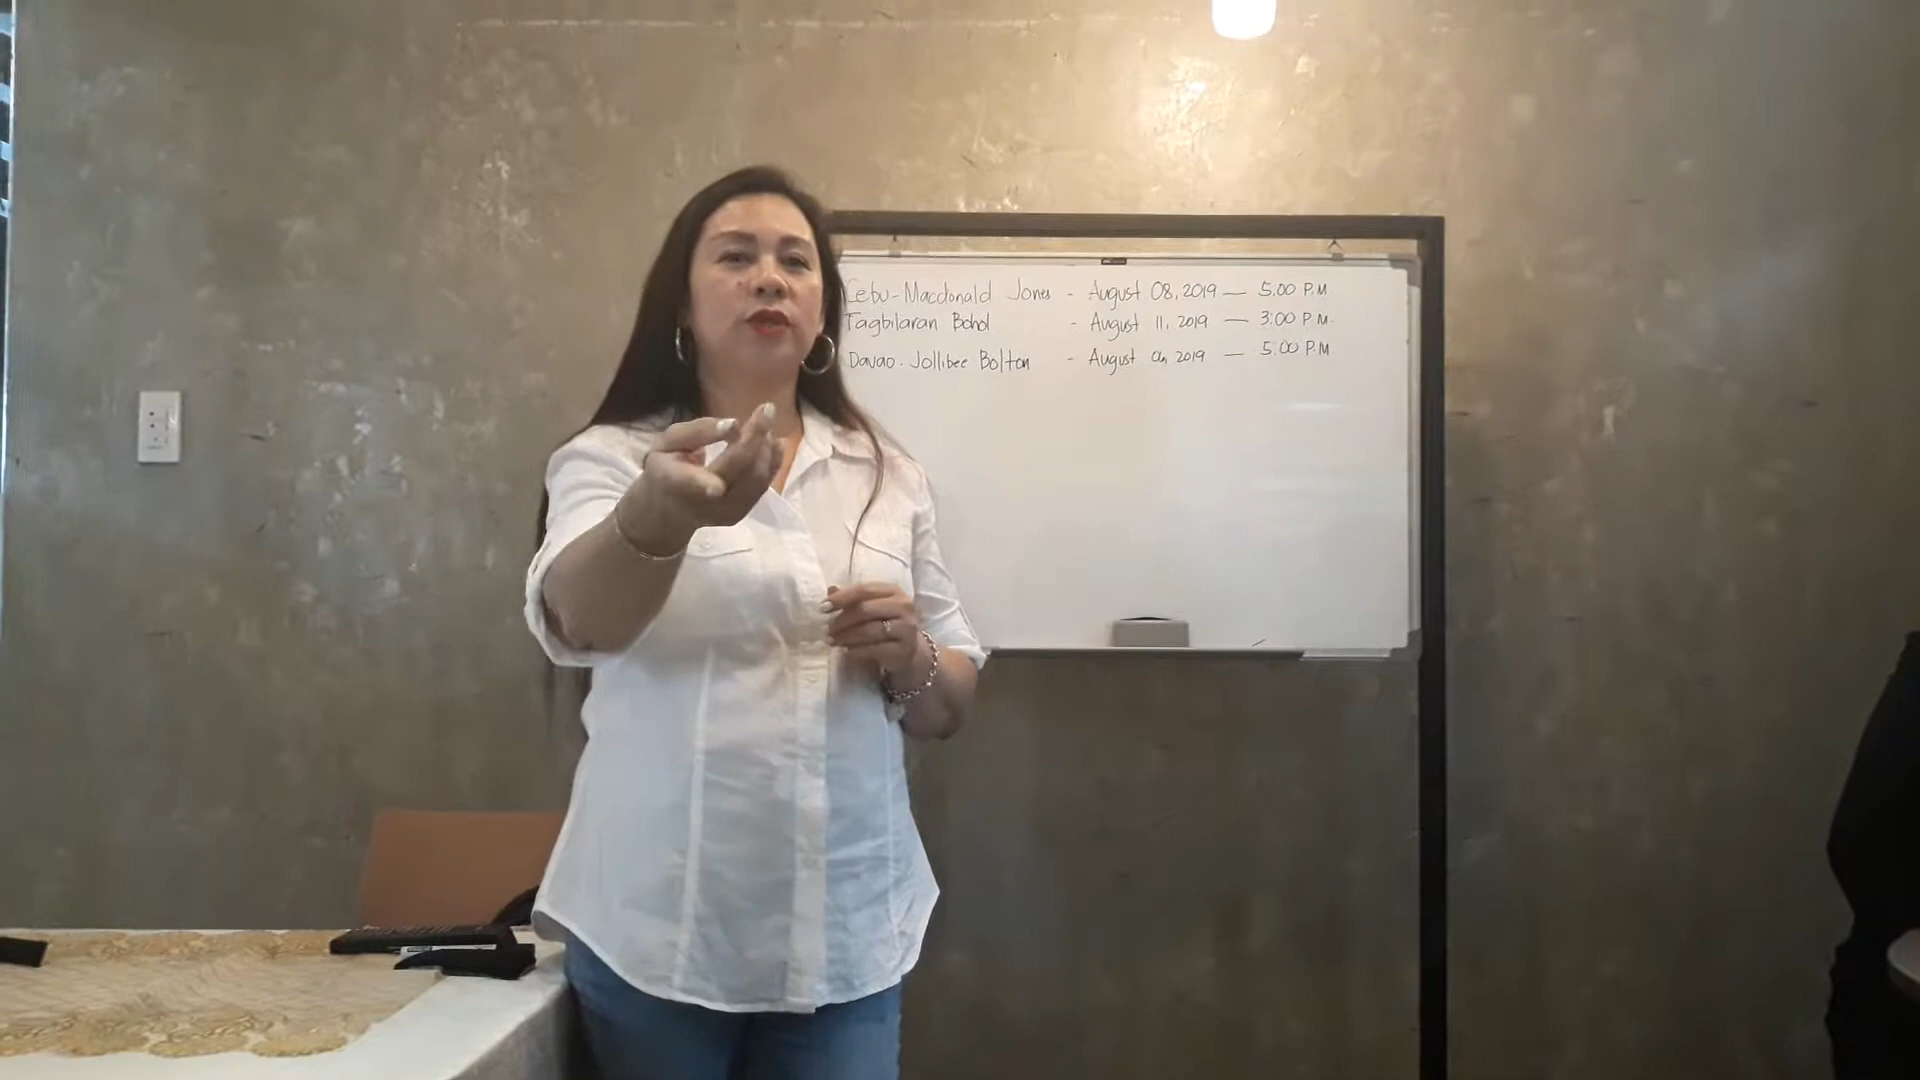 Cebu - Macdonald Jones - August 08, 2019 — 5:00 P.M
Tagbilaran Bohol - August 11, 2019 — 3:00 P.M.
Davao - Jollibee Bolton - August 2019 — 5:00 P.M